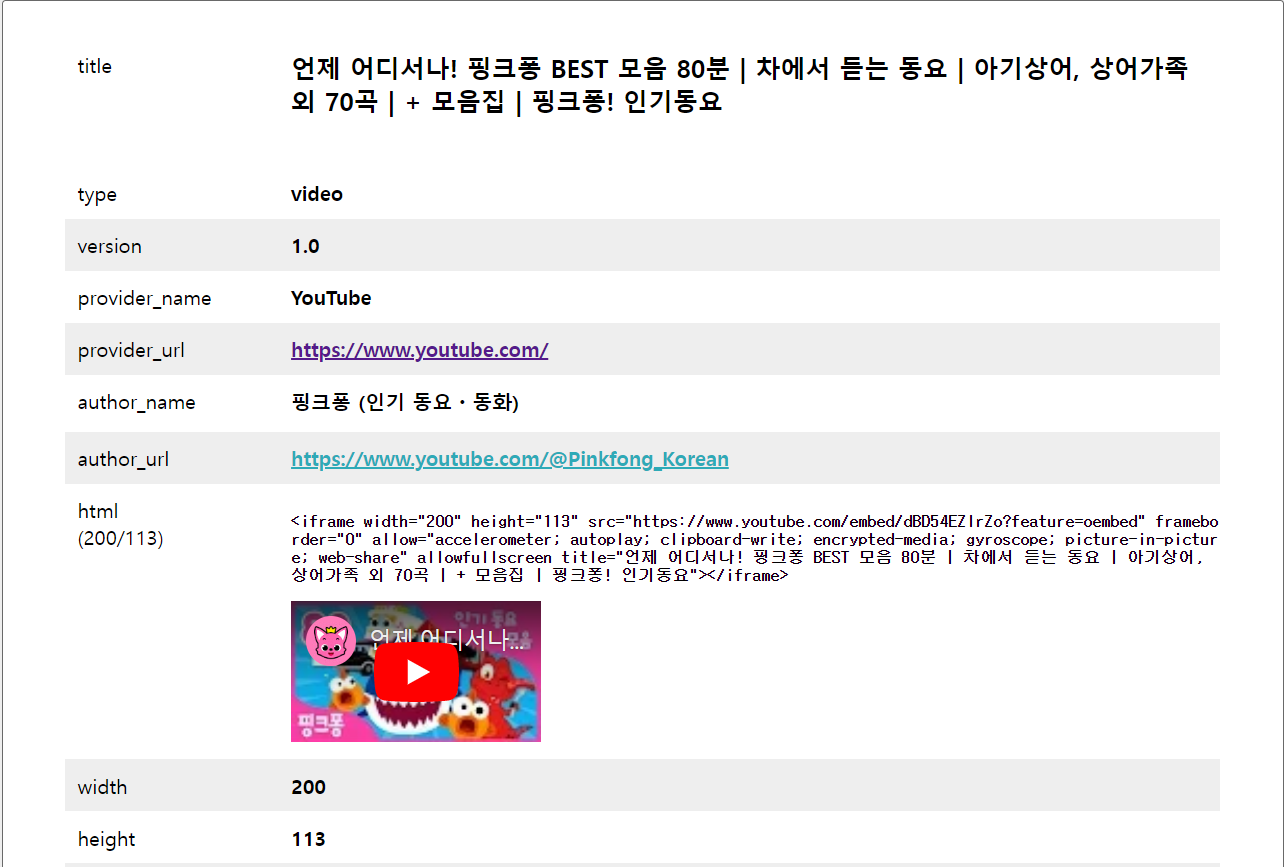 title
언제 어디서나! 핑크퐁 BEST 모음 80분 | 차에서 듣는 동요 | 아기상어, 상어가족
외 70곡 | + 모음집 | 핑크퐁! 인기동요
type
video
version
1.0
provider_name
YouTube
provider_url
https://www.youtube.com/
author_name
핑크퐁 (인기 동요・동화)
author_url
https://www.youtube.com/@Pinkfong_Korean
html
(200/113)
<iframe width="200" height="113" src="https://www.youtube.com/embed/dBD54EZIrZo?feature=oembed" framebo
rder="0" allow="accelerometer; autoplay; clipboard-write; encrypted-media; gyroscope; picture-in-pictur
e; web-share" allowfullscreen title="언제 어디서나! 핑크퐁 BEST 모음 80분 | 차에서 듣는 동요 | 아기상어,
상어가족 외 70곡 | + 모음집 | 핑크퐁! 인기동요"></iframe>
인기 동요
언제 어디서나...
모음
핑크퐁
width
200
height
113